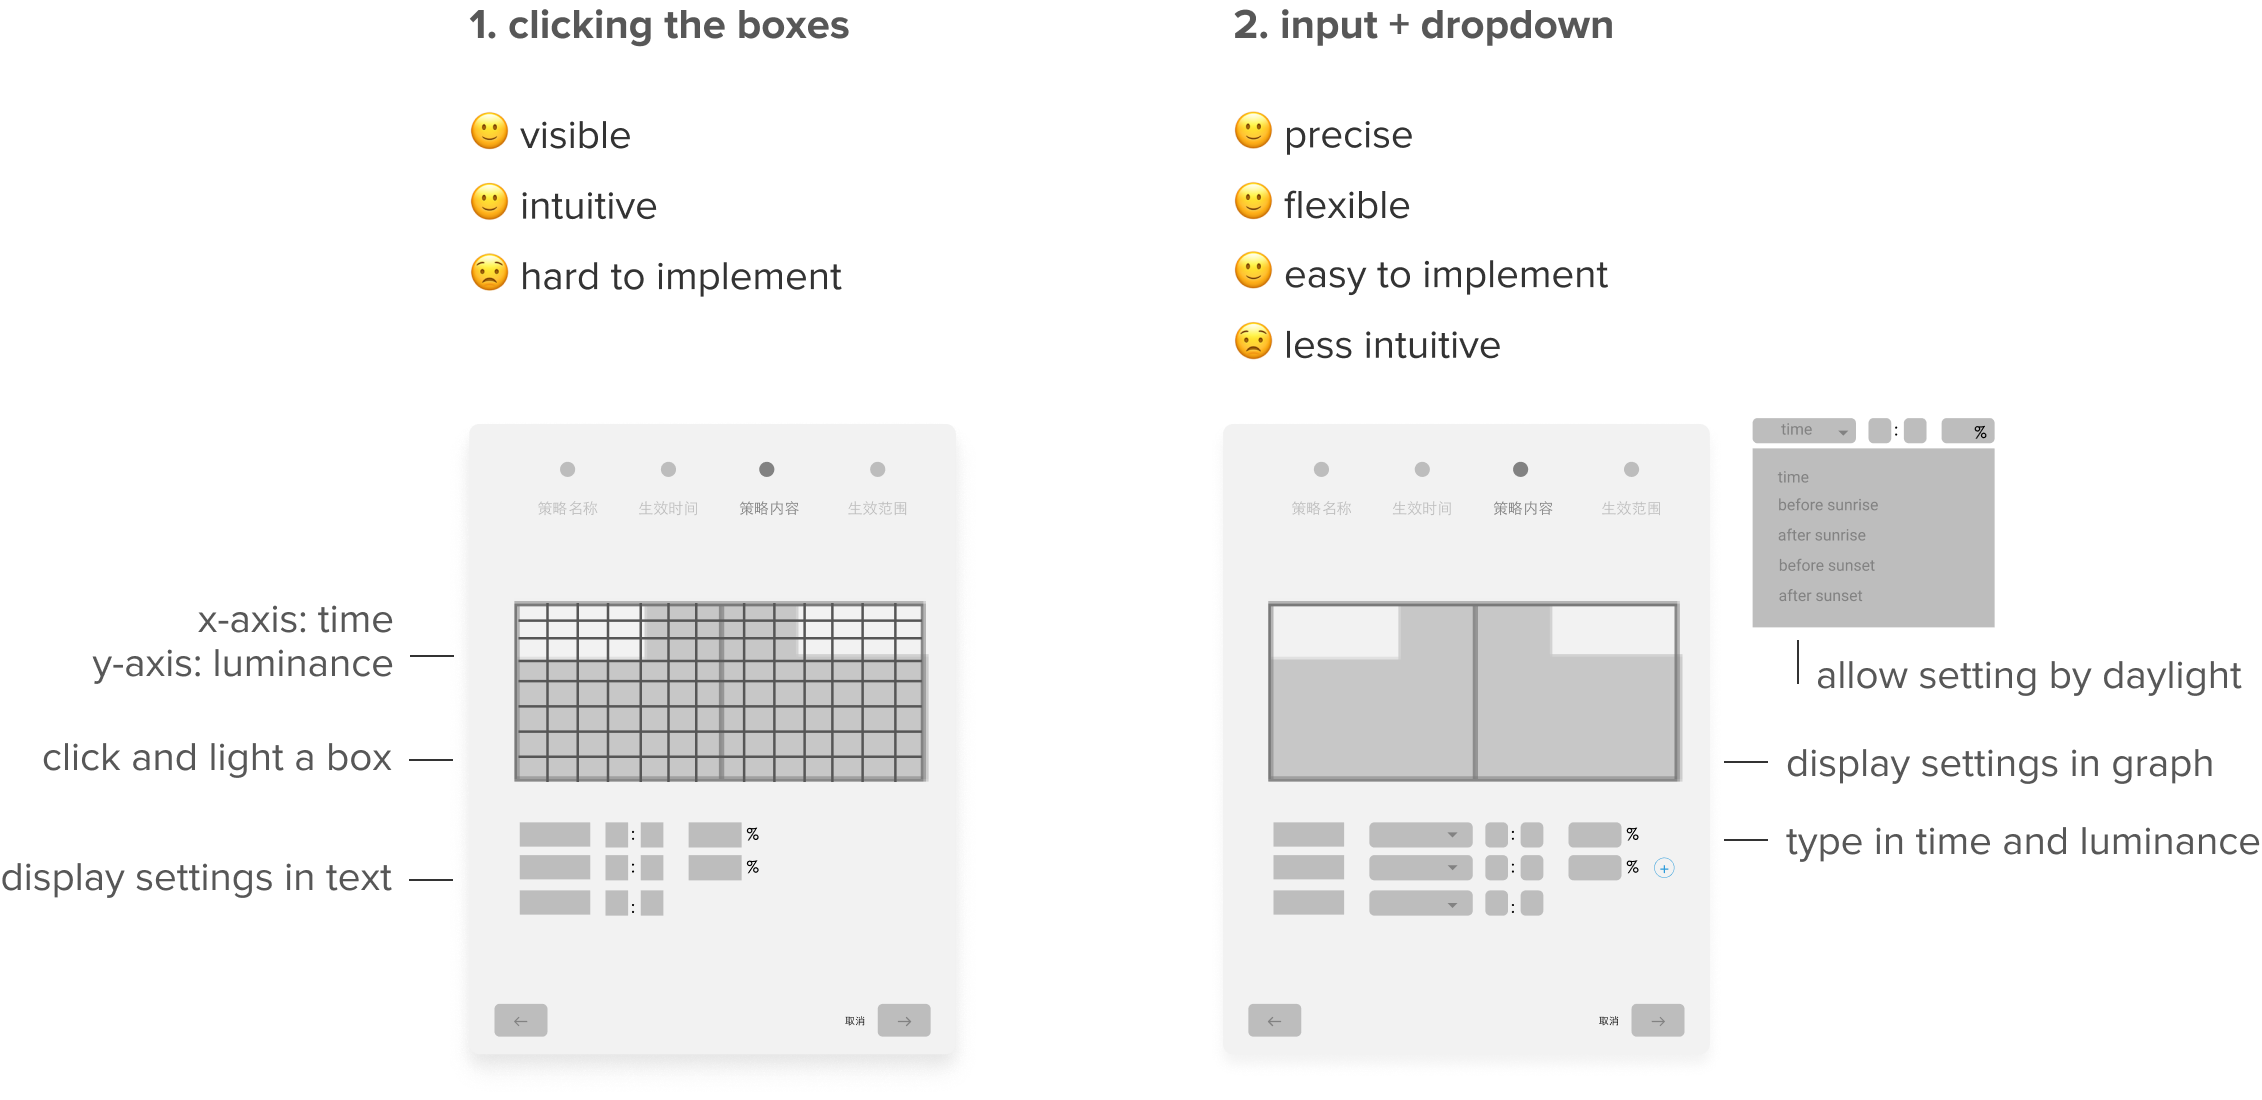 1. clicking the boxes
visible
intuitive
hard to implement
策略名称 生效时间 策略内容 生效范围
x-axis: time
y-axis: luminance
click and light a box
display settings in text
: %
: %
:
← 取消 →
2. input + dropdown
precise
flexible
easy to implement
less intuitive
策略名称 生效时间 策略内容 生效范围
time : %
time
before sunrise
after sunrise
before sunset
after sunset
allow setting by daylight
display settings in graph
type in time and luminance
: %
: % +
:
← 取消 →